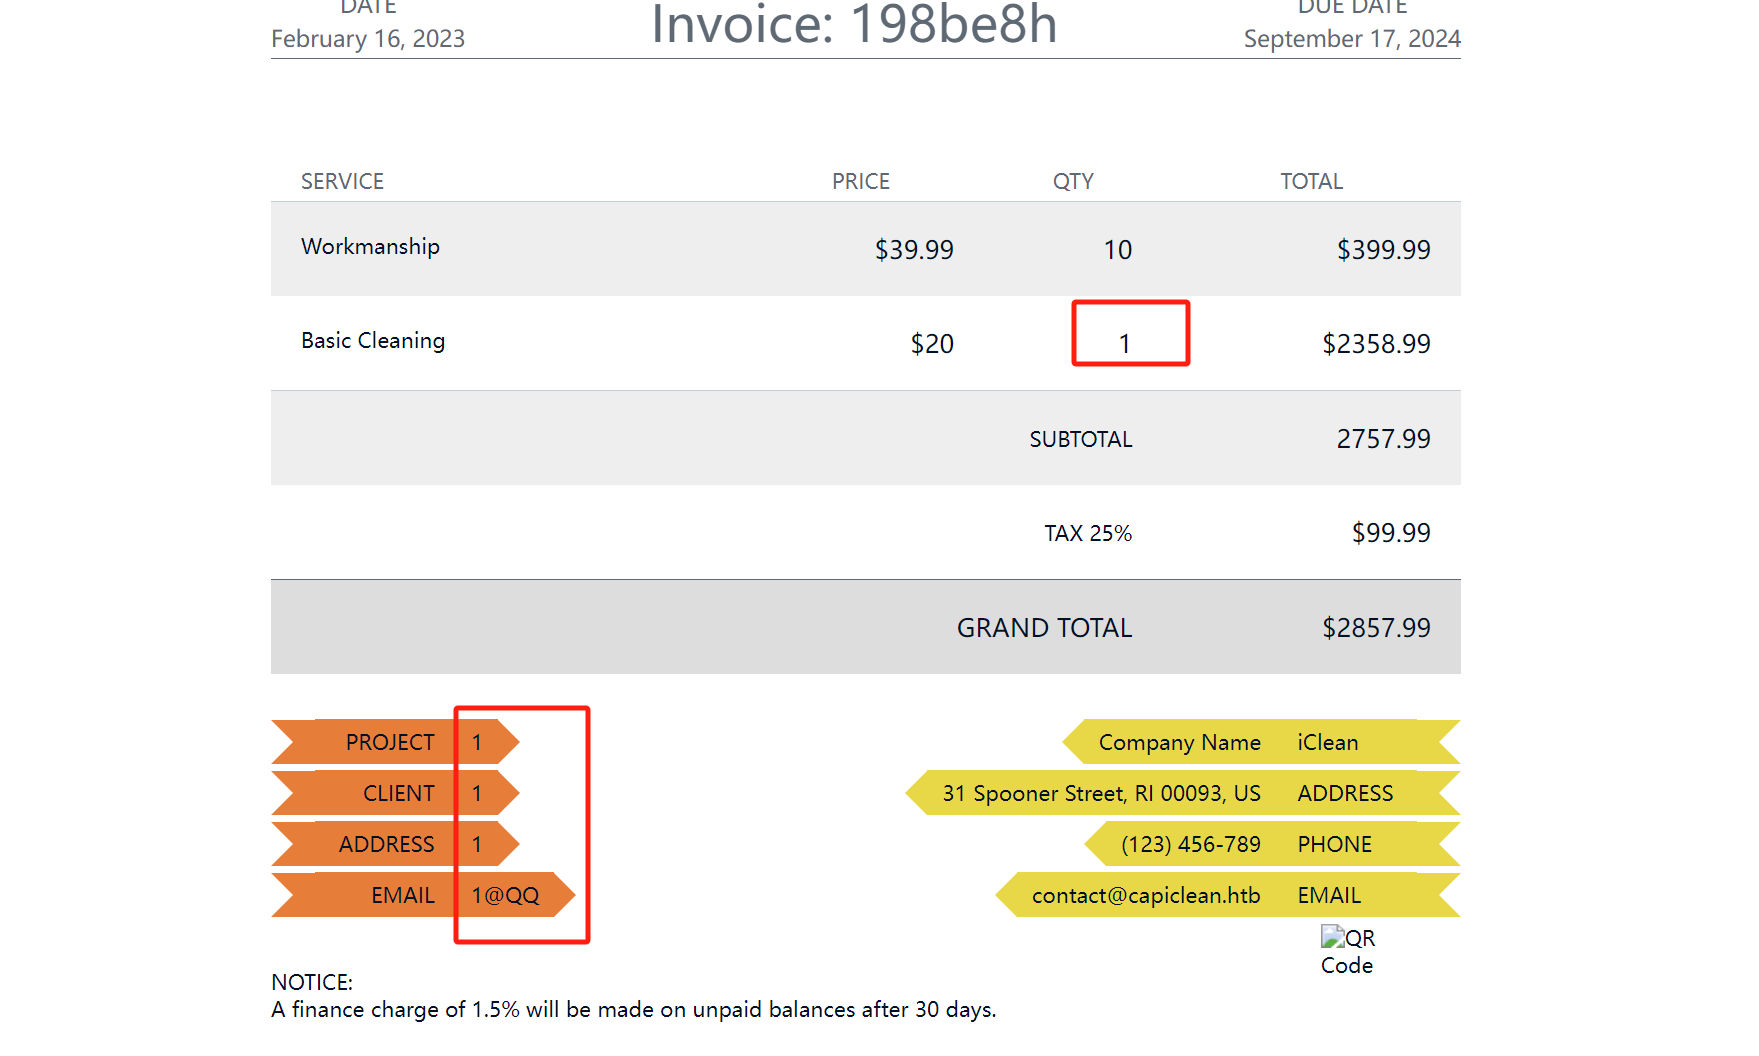 DATE
Invoice: 198be8h
DUE DATE
February 16, 2023
September 17, 2024
SERVICE PRICE QTY TOTAL
Workmanship $39.99 10 $399.99
Basic Cleaning $20 1 $2358.99
SUBTOTAL 2757.99
TAX 25% $99.99
GRAND TOTAL $2857.99
PROJECT 1
CLIENT 1
ADDRESS 1
EMAIL 1@QQ
Company Name iClean
31 Spooner Street, RI 00093, US ADDRESS
(123) 456-789 PHONE
contact@capiclean.htb EMAIL
QR
Code
NOTICE:
A finance charge of 1.5% will be made on unpaid balances after 30 days.